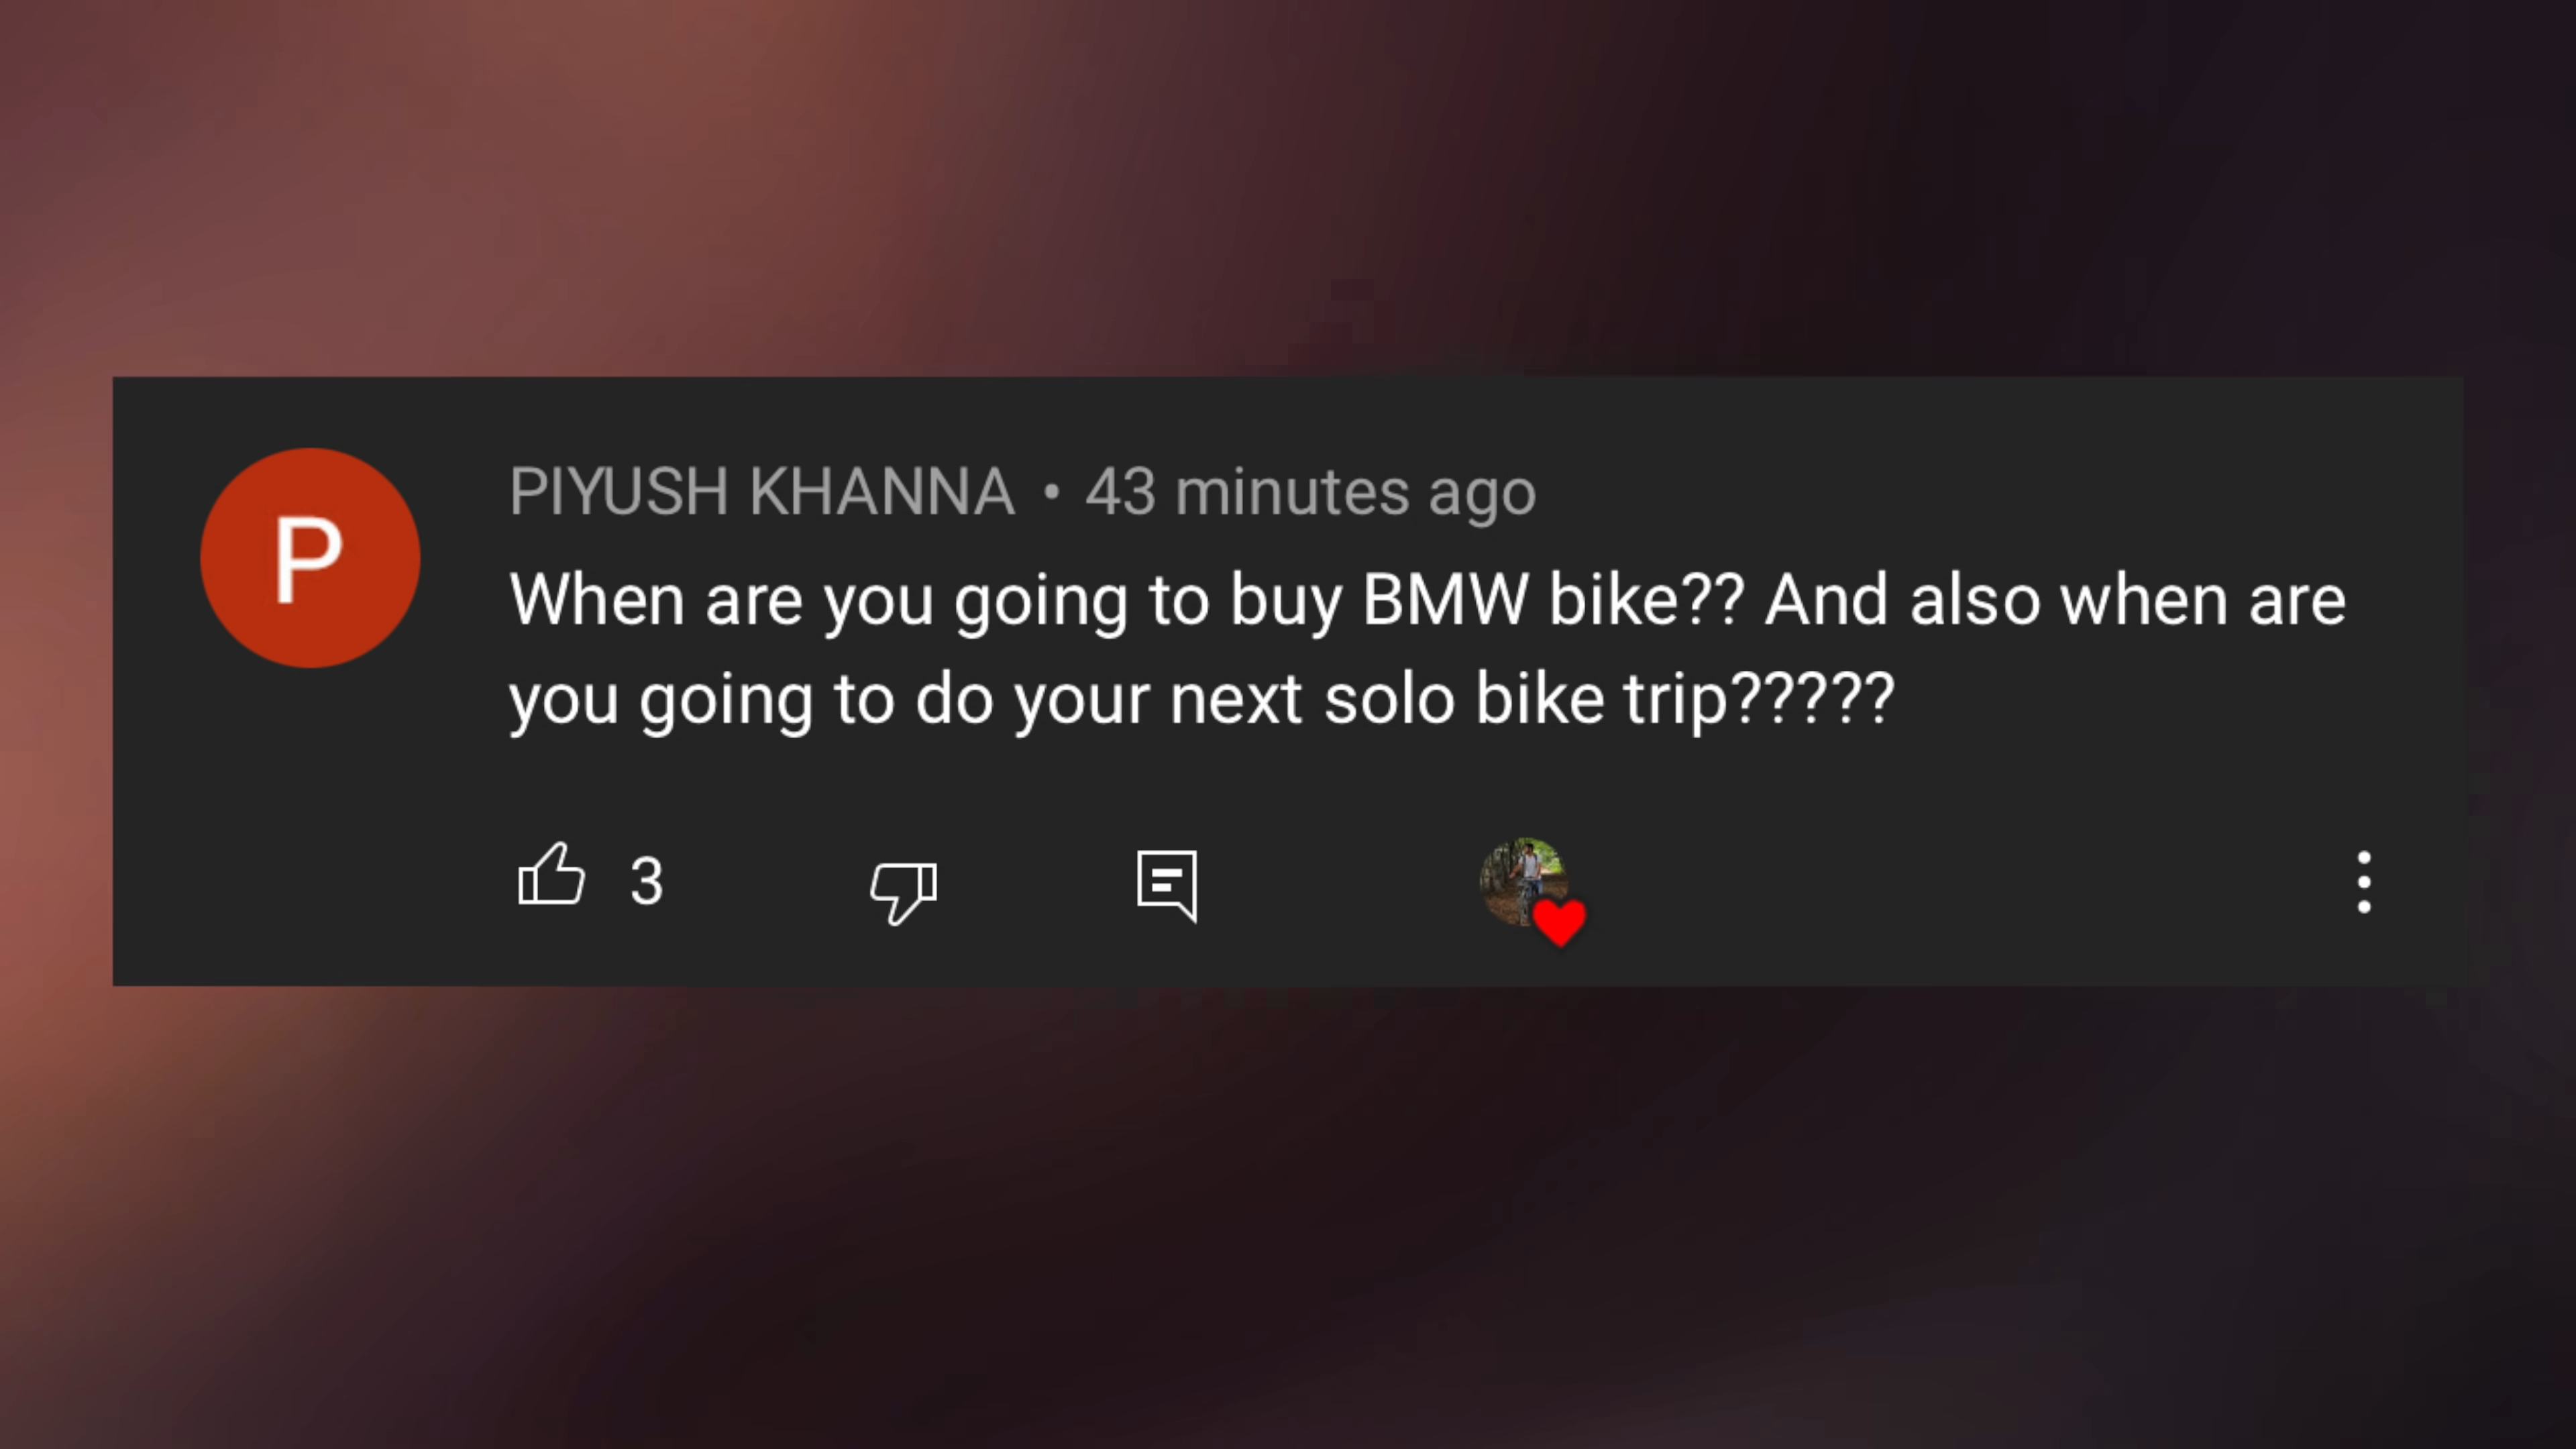 P
PIYUSH KHANNA • 43 minutes ago
When are you going to buy BMW bike?? And also when are
you going to do your next solo bike trip?????
3